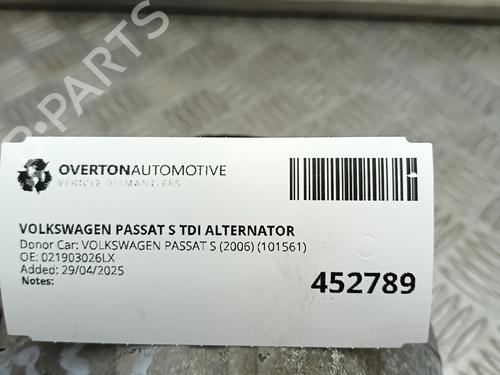 PARTS
OVERTONAUTOMOTIVE
VEHICLE DISMANTLERS
VOLKSWAGEN PASSAT S TDI ALTERNATOR
Donor Car: VOLKSWAGEN PASSAT S (2006) (101561)
OE: 021903026LX
Added: 29/04/2025
Notes:
452789